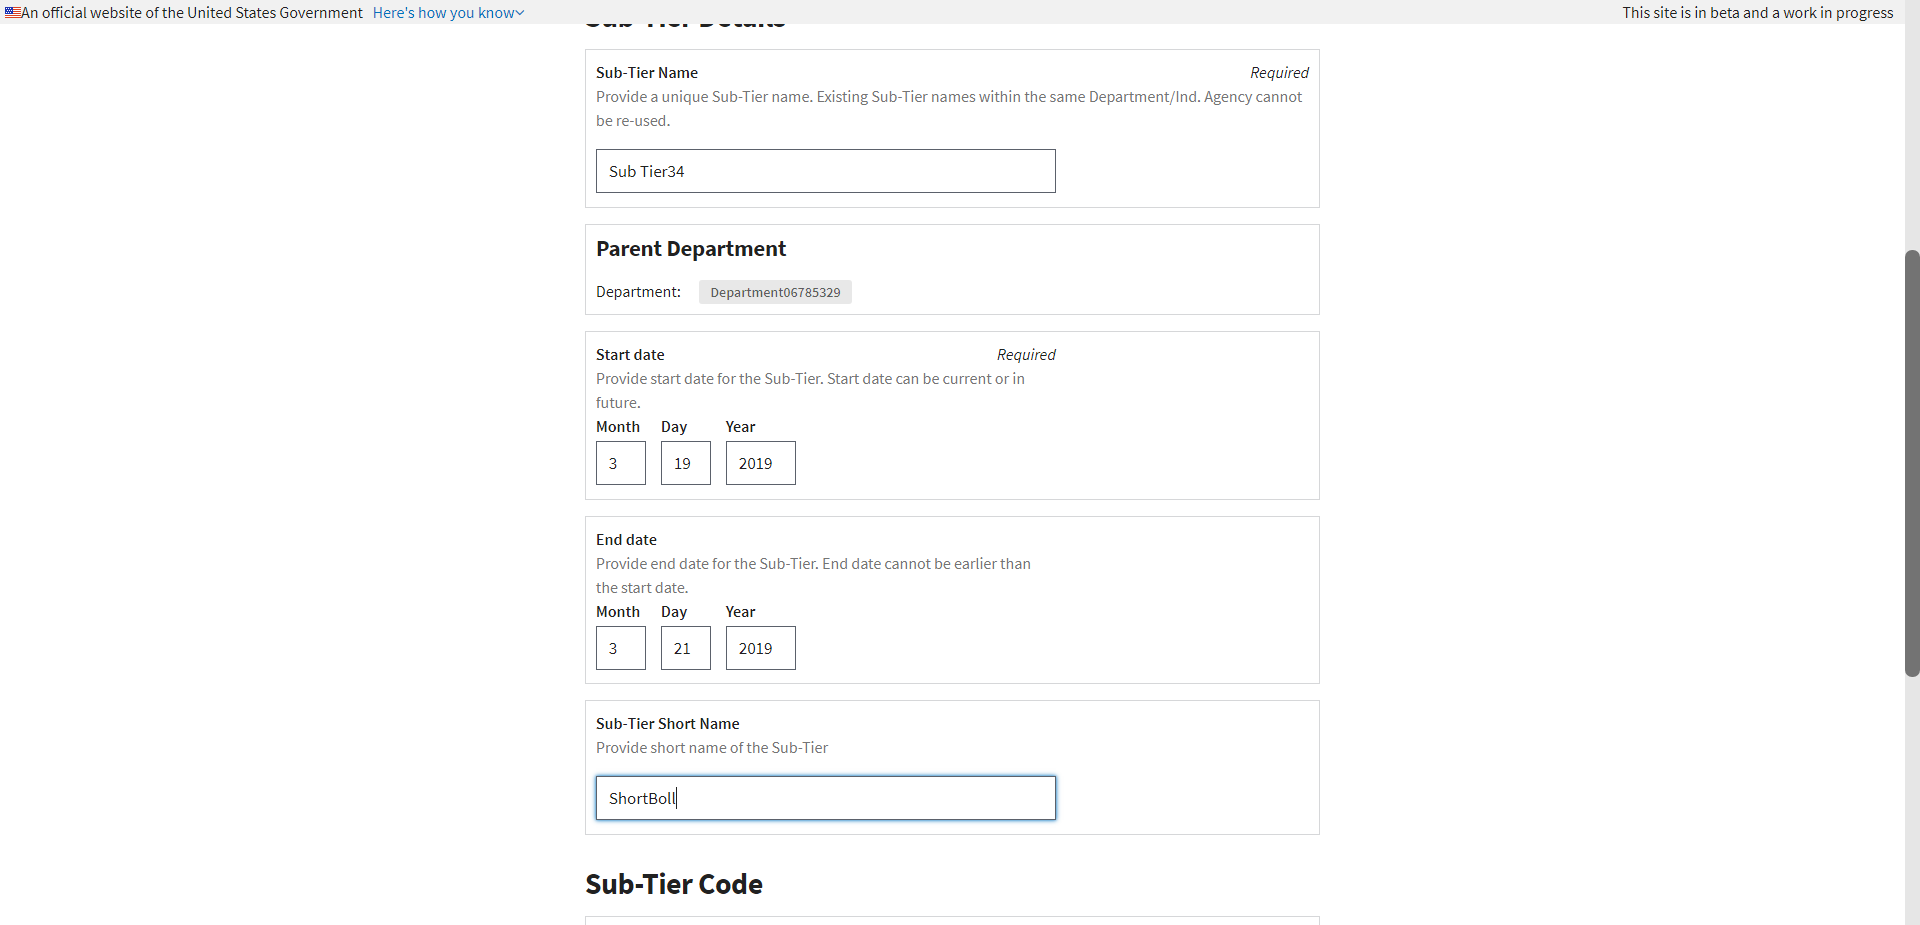 An official website of the United States Government Here's how you know
This site is in beta and a work in progress
Sub-Tier Details
Sub-Tier Name Required
Provide a unique Sub-Tier name. Existing Sub-Tier names within the same Department/Ind. Agency cannot
be re-used.
Sub Tier34
Parent Department
Department: Department06785329
Start date Required
Provide start date for the Sub-Tier. Start date can be current or in
future.
Month Day Year
3 19 2019
End date
Provide end date for the Sub-Tier. End date cannot be earlier than
the start date.
Month Day Year
3 21 2019
Sub-Tier Short Name
Provide short name of the Sub-Tier
ShortBoll
Sub-Tier Code